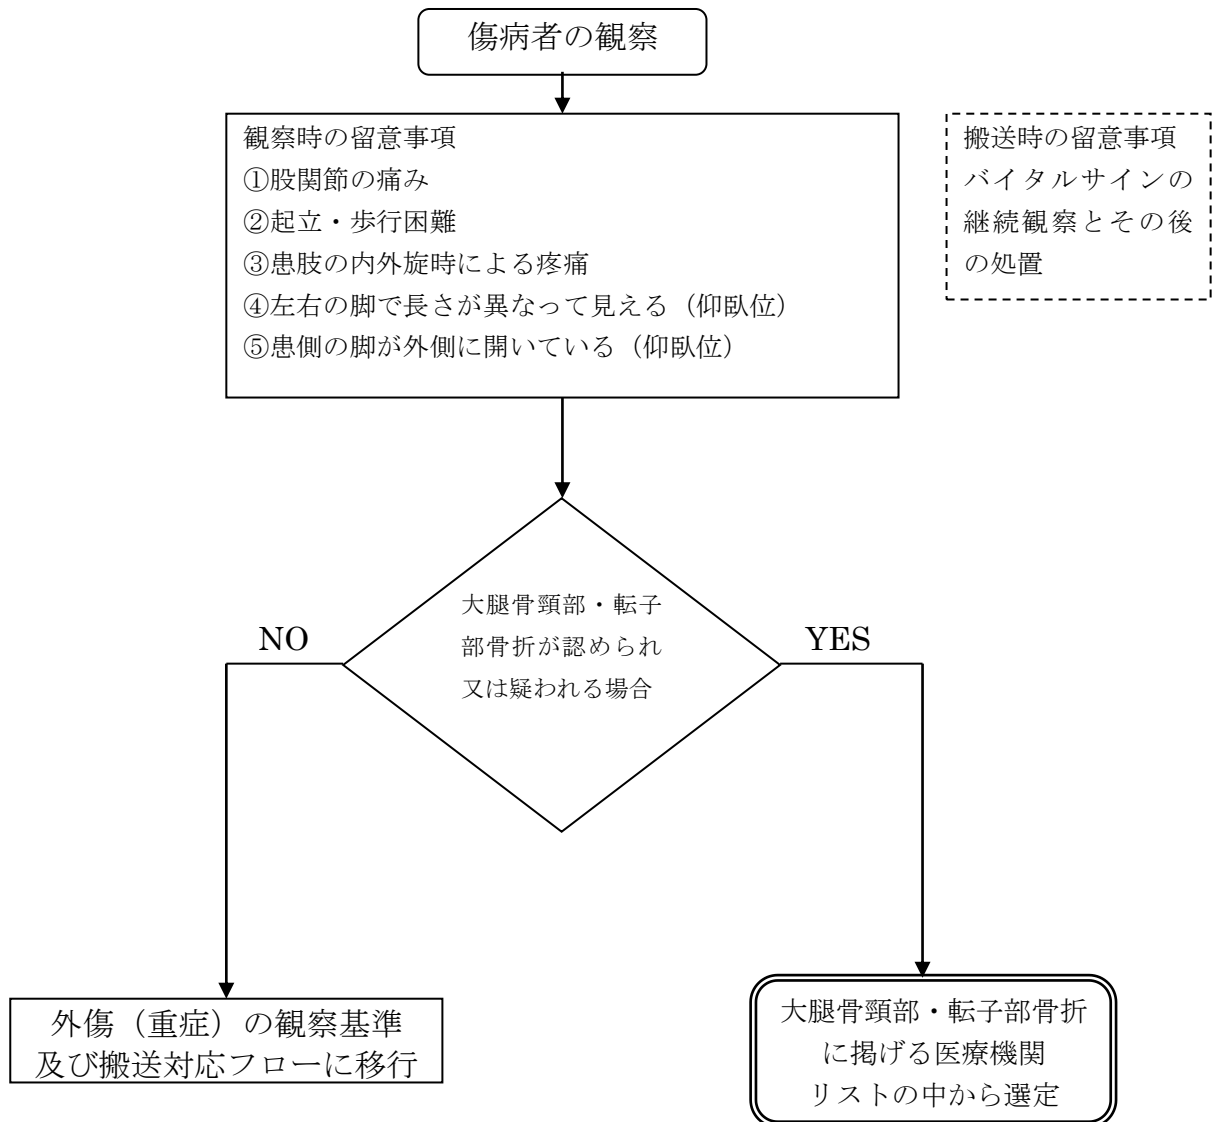 傷病者の観察
観察時の留意事項
①股関節の痛み
②起立・歩行困難
③患肢の内外旋時による疼痛
④左右の脚で長さが異なって見える（仰臥位）
⑤患側の脚が外側に開いている（仰臥位）
搬送時の留意事項
バイタルサインの
継続観察とその後
の処置
大腿骨頸部・転子
部骨折が認められ
又は疑われる場合
NO
YES
外傷（重症）の観察基準
及び搬送対応フローに移行
大腿骨頸部・転子部骨折
に掲げる医療機関
リストの中から選定